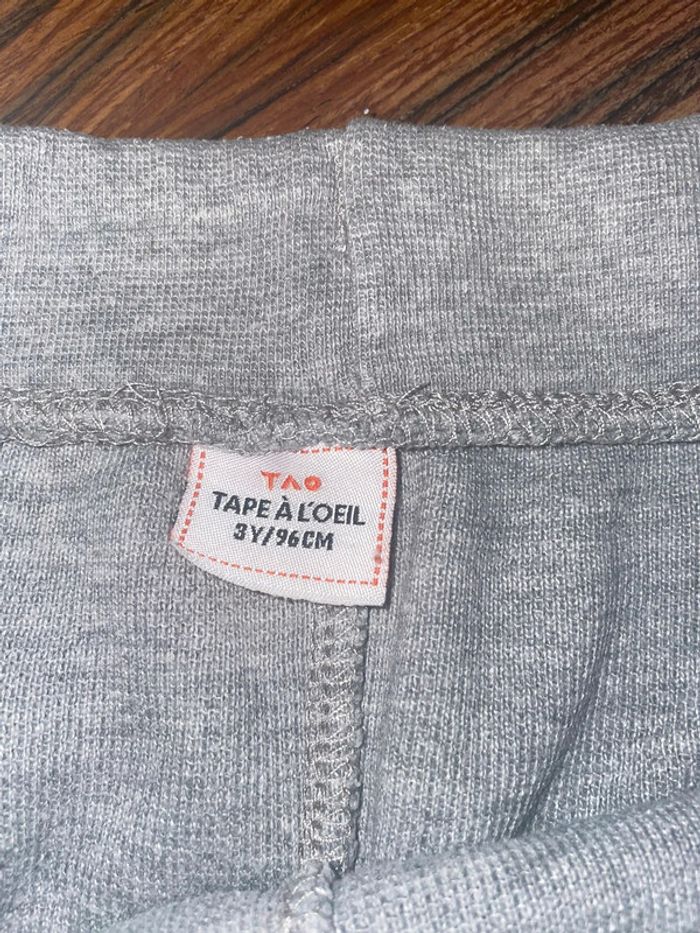 TAO
TAPE À L'OEIL
3Y/96CM